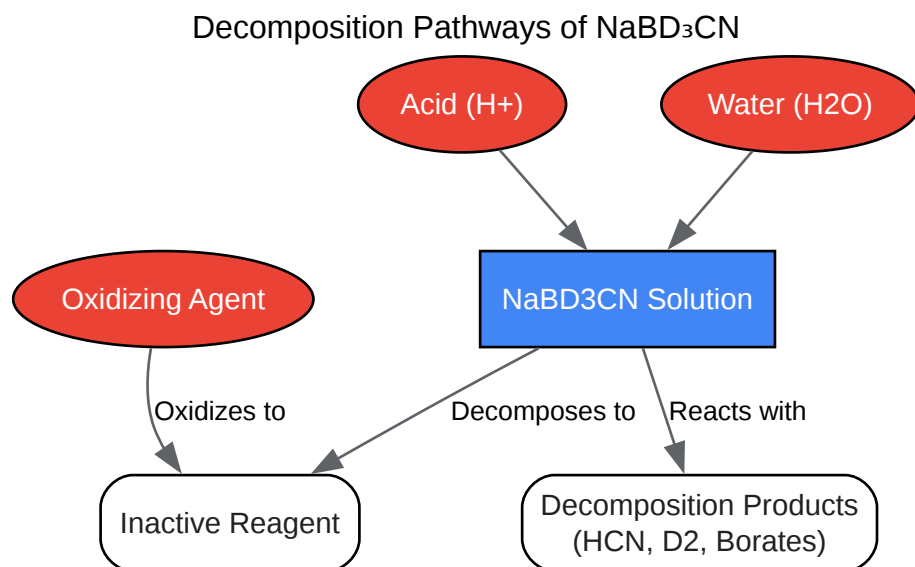 Decomposition Pathways of NaBD₃CN
Acid (H+)
Water (H2O)
Oxidizing Agent
NaBD3CN Solution
Oxidizes to
Decomposes to
Reacts with
Inactive Reagent
Decomposition Products
(HCN, D2, Borates)